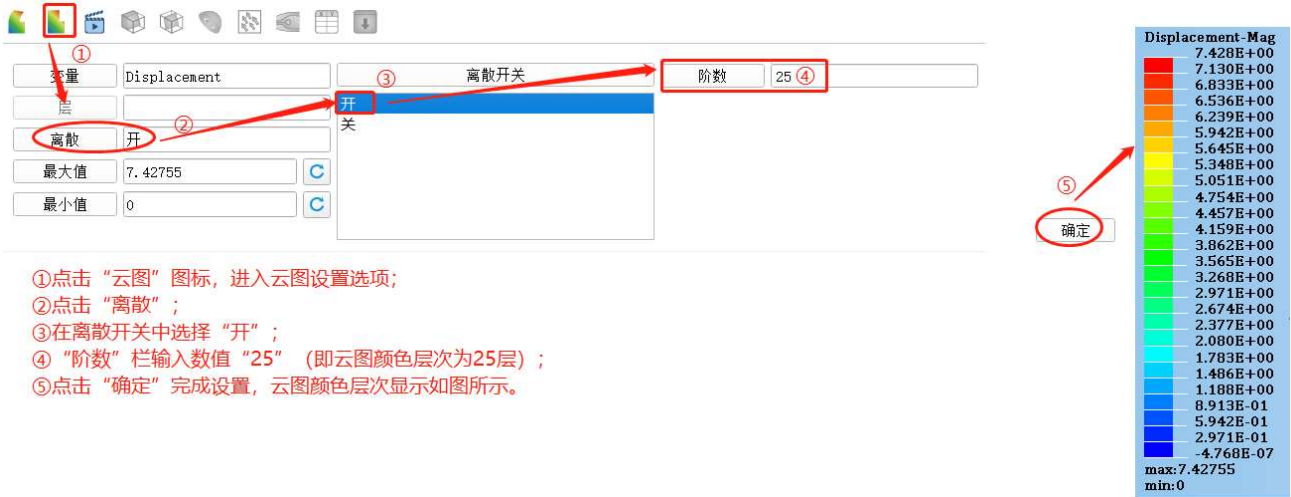 ①
变量
Displacement
③
离散开关
阶数
25 ④
层
开
关
②
离散
开
最大值
7.42755
最小值
0
①点击“云图”图标，进入云图设置选项；
②点击“离散”；
③在离散开关中选择“开”；
④“阶数”栏输入数值“25”（即云图颜色层次为25层）；
⑤点击“确定”完成设置，云图颜色层次显示如图所示。
⑤
确定
Displacement-Mag
7.428E+00
7.130E+00
6.833E+00
6.536E+00
6.239E+00
5.942E+00
5.645E+00
5.348E+00
5.051E+00
4.754E+00
4.457E+00
4.159E+00
3.862E+00
3.565E+00
3.268E+00
2.971E+00
2.674E+00
2.377E+00
2.080E+00
1.783E+00
1.486E+00
1.188E+00
8.913E-01
5.942E-01
2.971E-01
-4.768E-07
max:7.42755
min:0